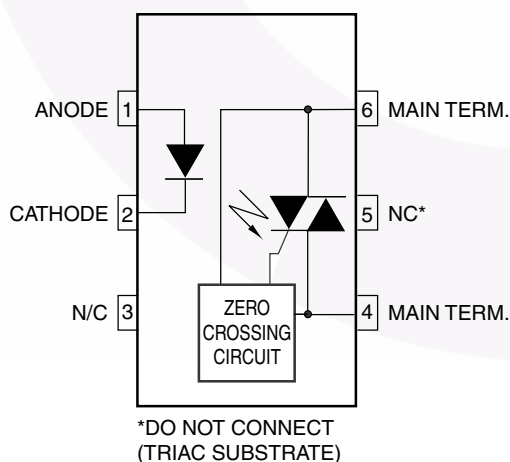 ANODE 1
6 MAIN TERM.
CATHODE 2
5 NC*
N/C 3
ZERO
CROSSING
CIRCUIT
4 MAIN TERM.
*DO NOT CONNECT
(TRIAC SUBSTRATE)